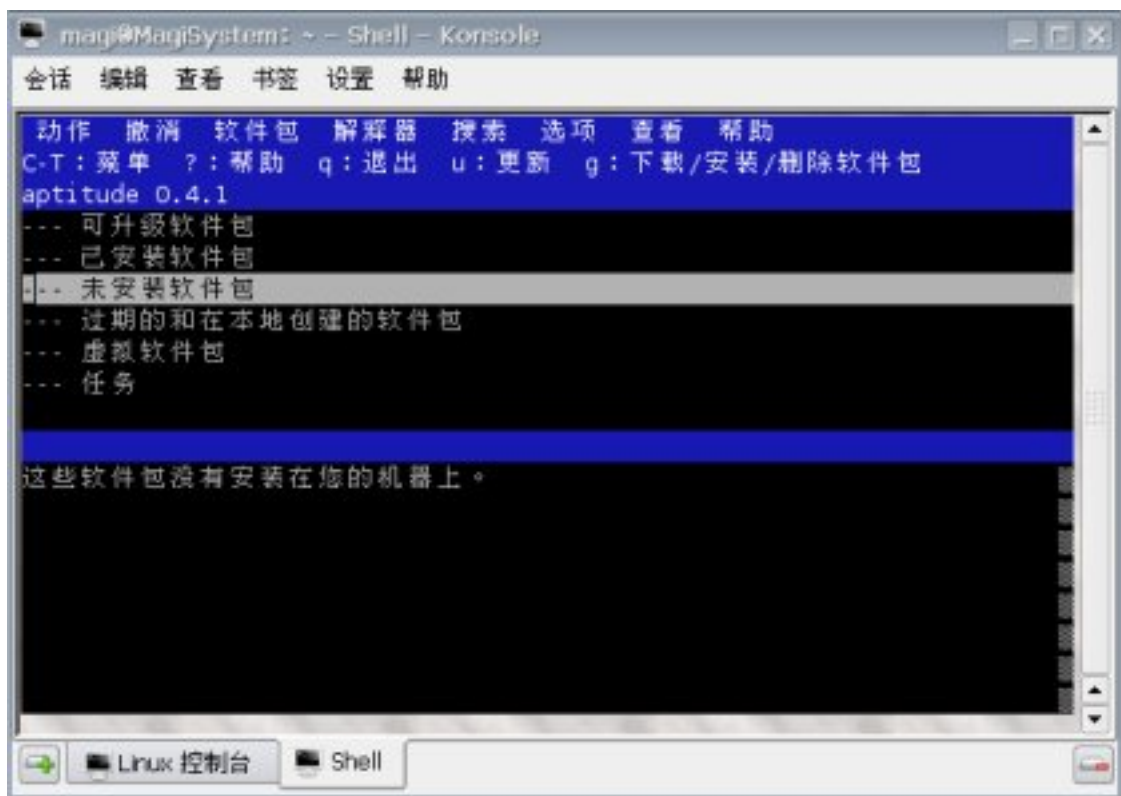 magi@MagiSystem: ~ - Shell - Konsole
会话 编辑 查看 书签 设置 帮助
动作 撤消 软件包 解释器 搜索 选项 查看 帮助
C-T:菜单 ?:帮助 q:退出 u:更新 g:下载/安装/删除软件包
aptitude 0.4.1
--- 可升级软件包
--- 已安装软件包
--- 未安装软件包
--- 过期的和在本地创建的软件包
--- 虚拟软件包
--- 任务
这些软件包没有安装在您的机器上。
Linux 控制台 Shell